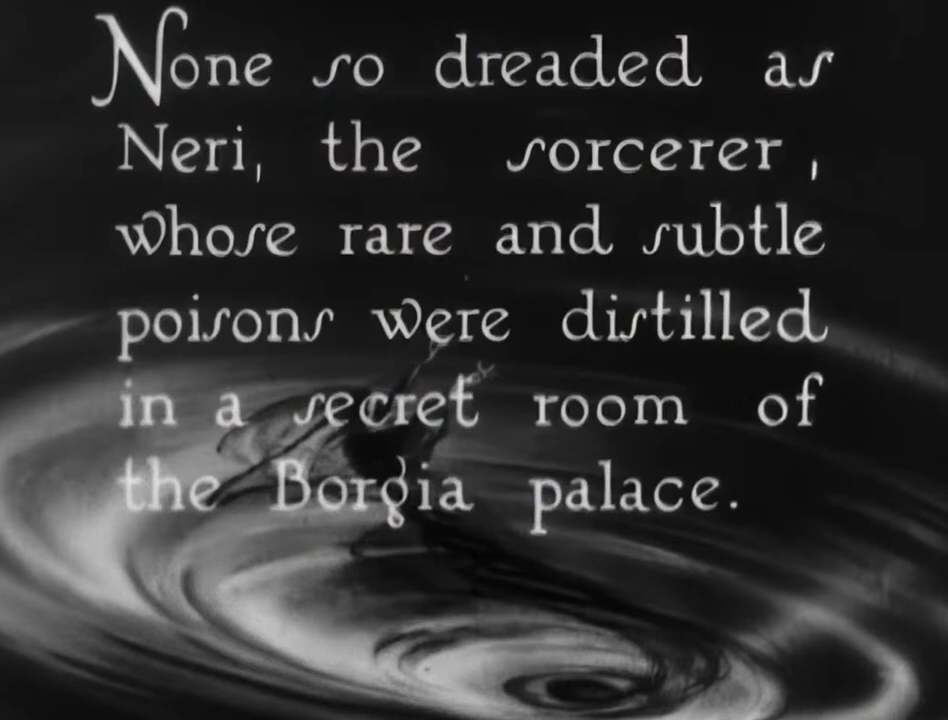 None so dreaded as
Neri, the sorcerer,
whose rare and subtle
poisons were distilled
in a secret room of
the Borgia palace.